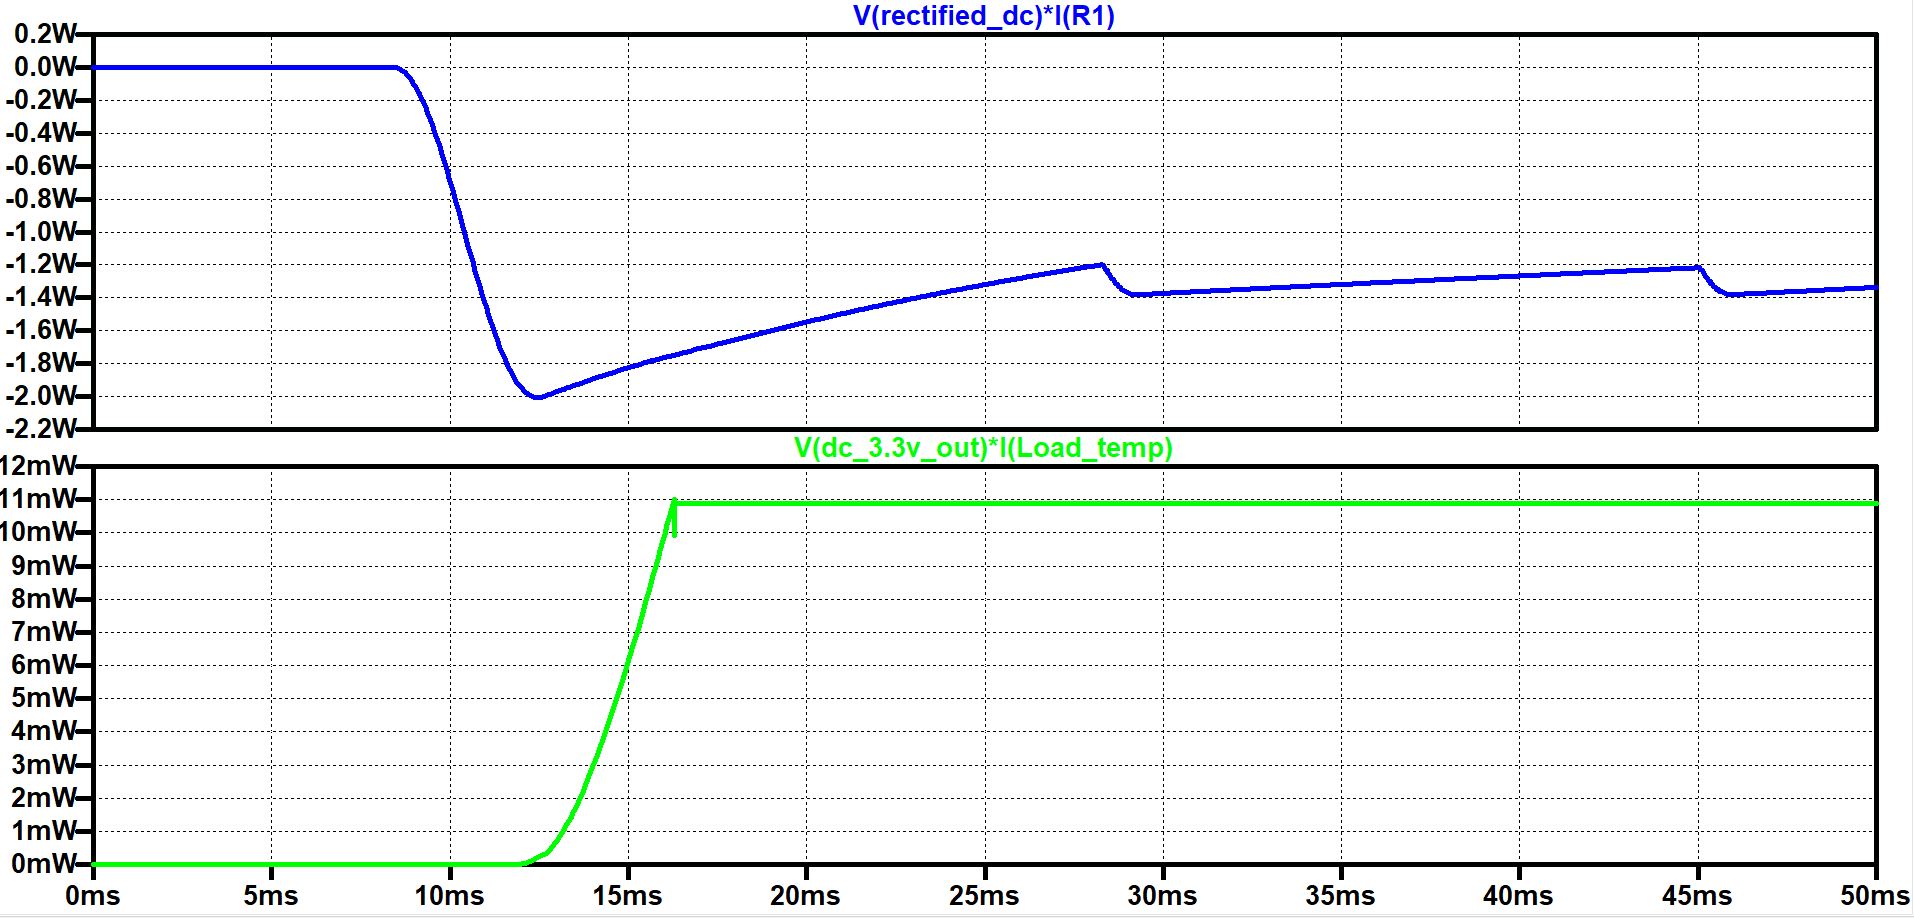 V(rectified_dc)*I(R1)
0.2W
0.0W
-0.2W
-0.4W
-0.6W
-0.8W
-1.0W
-1.2W
-1.4W
-1.6W
-1.8W
-2.0W
-2.2W
V(dc_3.3v_out)*I(Load_temp)
12mW
11mW
10mW
9mW
8mW
7mW
6mW
5mW
4mW
3mW
2mW
1mW
0mW
0ms 5ms 10ms 15ms 20ms 25ms 30ms 35ms 40ms 45ms 50ms